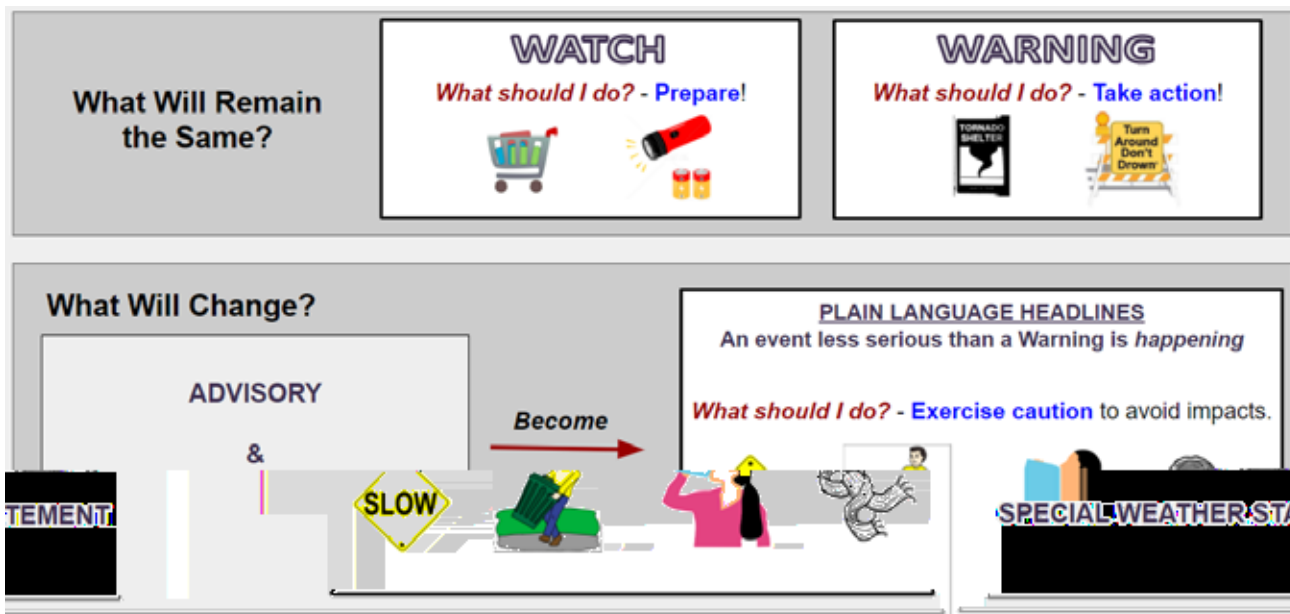 WATCH
What should I do? - Prepare!
WARNING
What should I do? - Take action!
TORNADO
SHELTER
Turn
Around
Don't
Drown
What Will Remain
the Same?
What Will Change?
ADVISORY
&
Become
PLAIN LANGUAGE HEADLINES
An event less serious than a Warning is happening
What should I do? - Exercise caution to avoid impacts.
TEMENT
SLOW
SPECIAL WEATHER STA